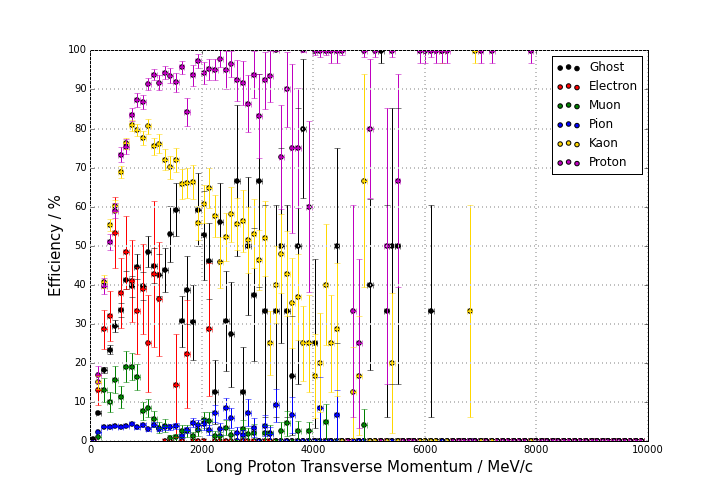 100
90
80
70
60
50
40
30
20
10
0
Efficiency / %
0 2000 4000 6000 8000 10000
Long Proton Transverse Momentum / MeV/c
Ghost
Electron
Muon
Pion
Kaon
Proton